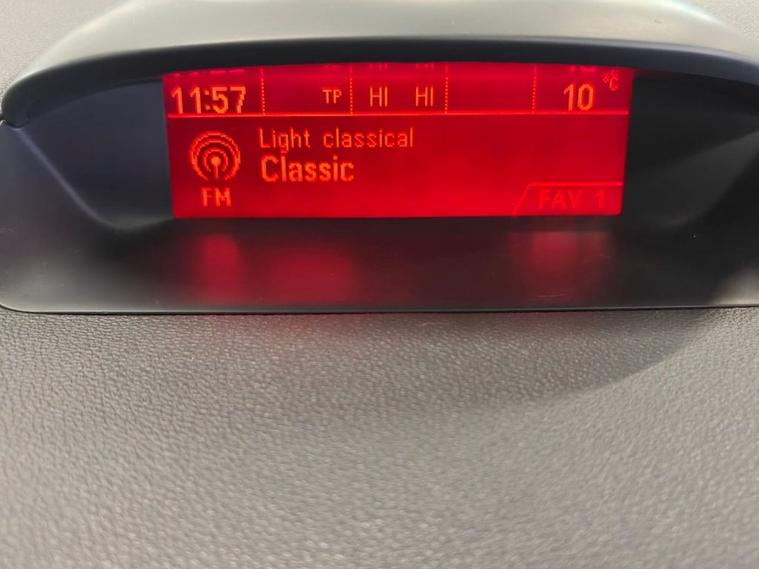 11:57 TP HI HI 10 °C
Light classical
Classic
FM
FAV 1